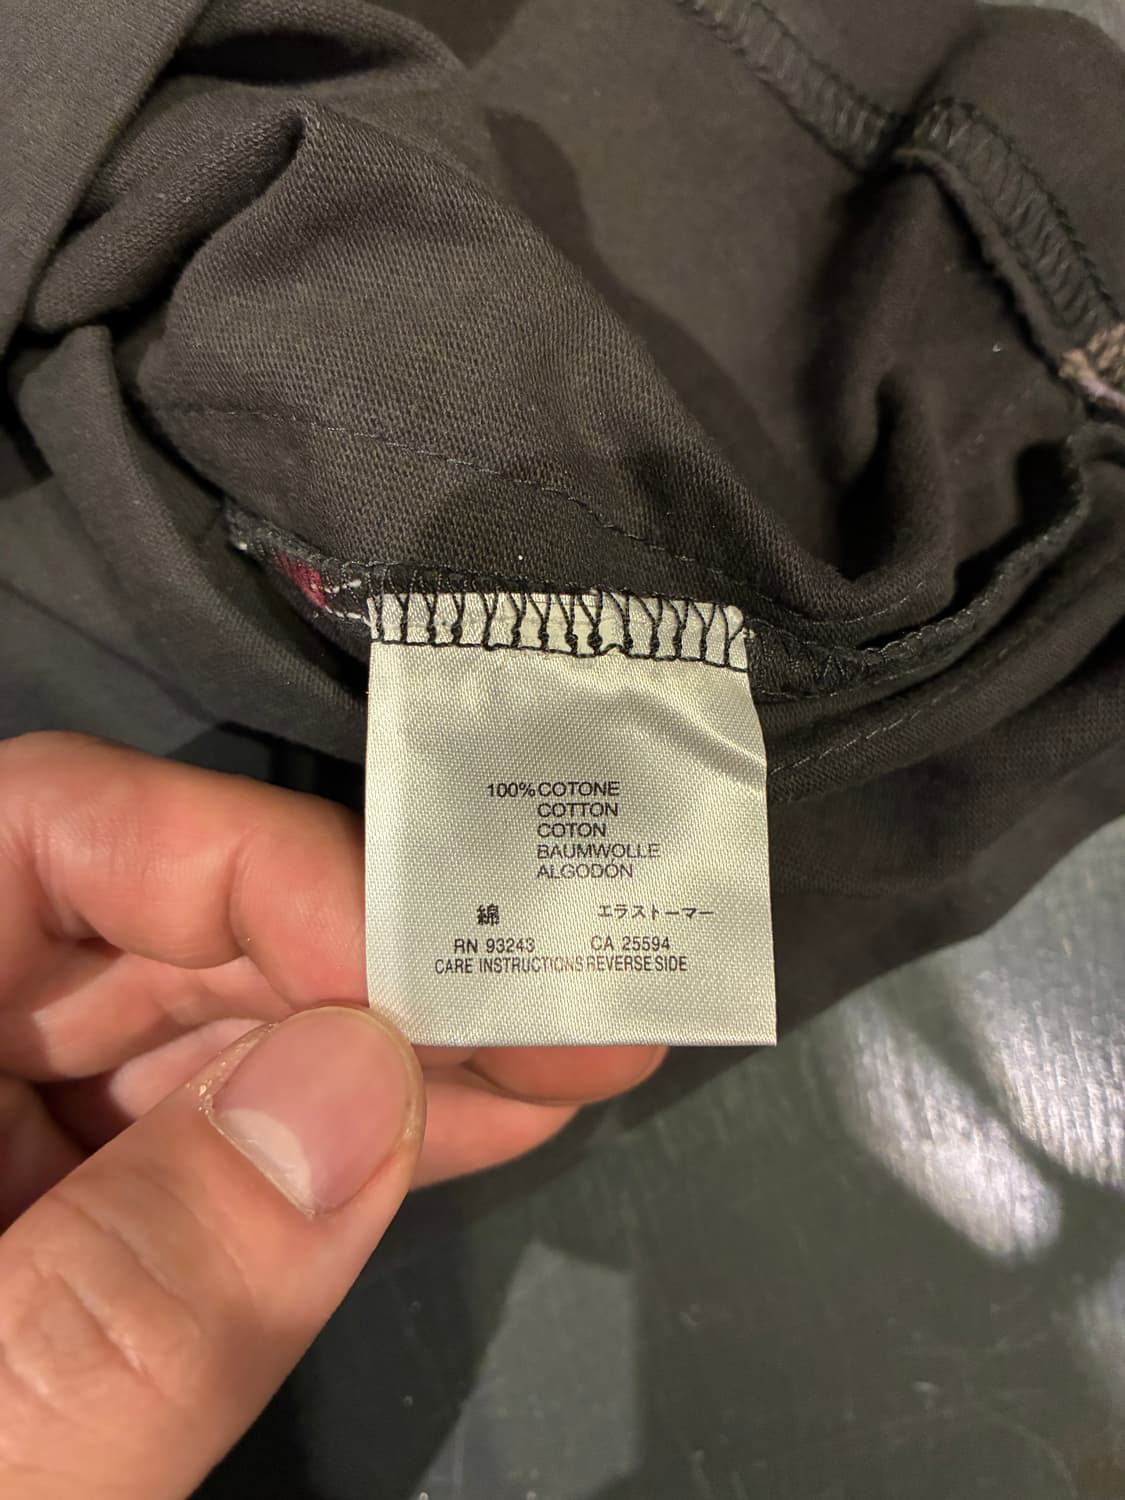 100% COTONE
COTTON
COTON
BAUMWOLLE
ALGODON
綿 エラストーマー
RN 93243 CA 25594
CARE INSTRUCTIONS REVERSE SIDE